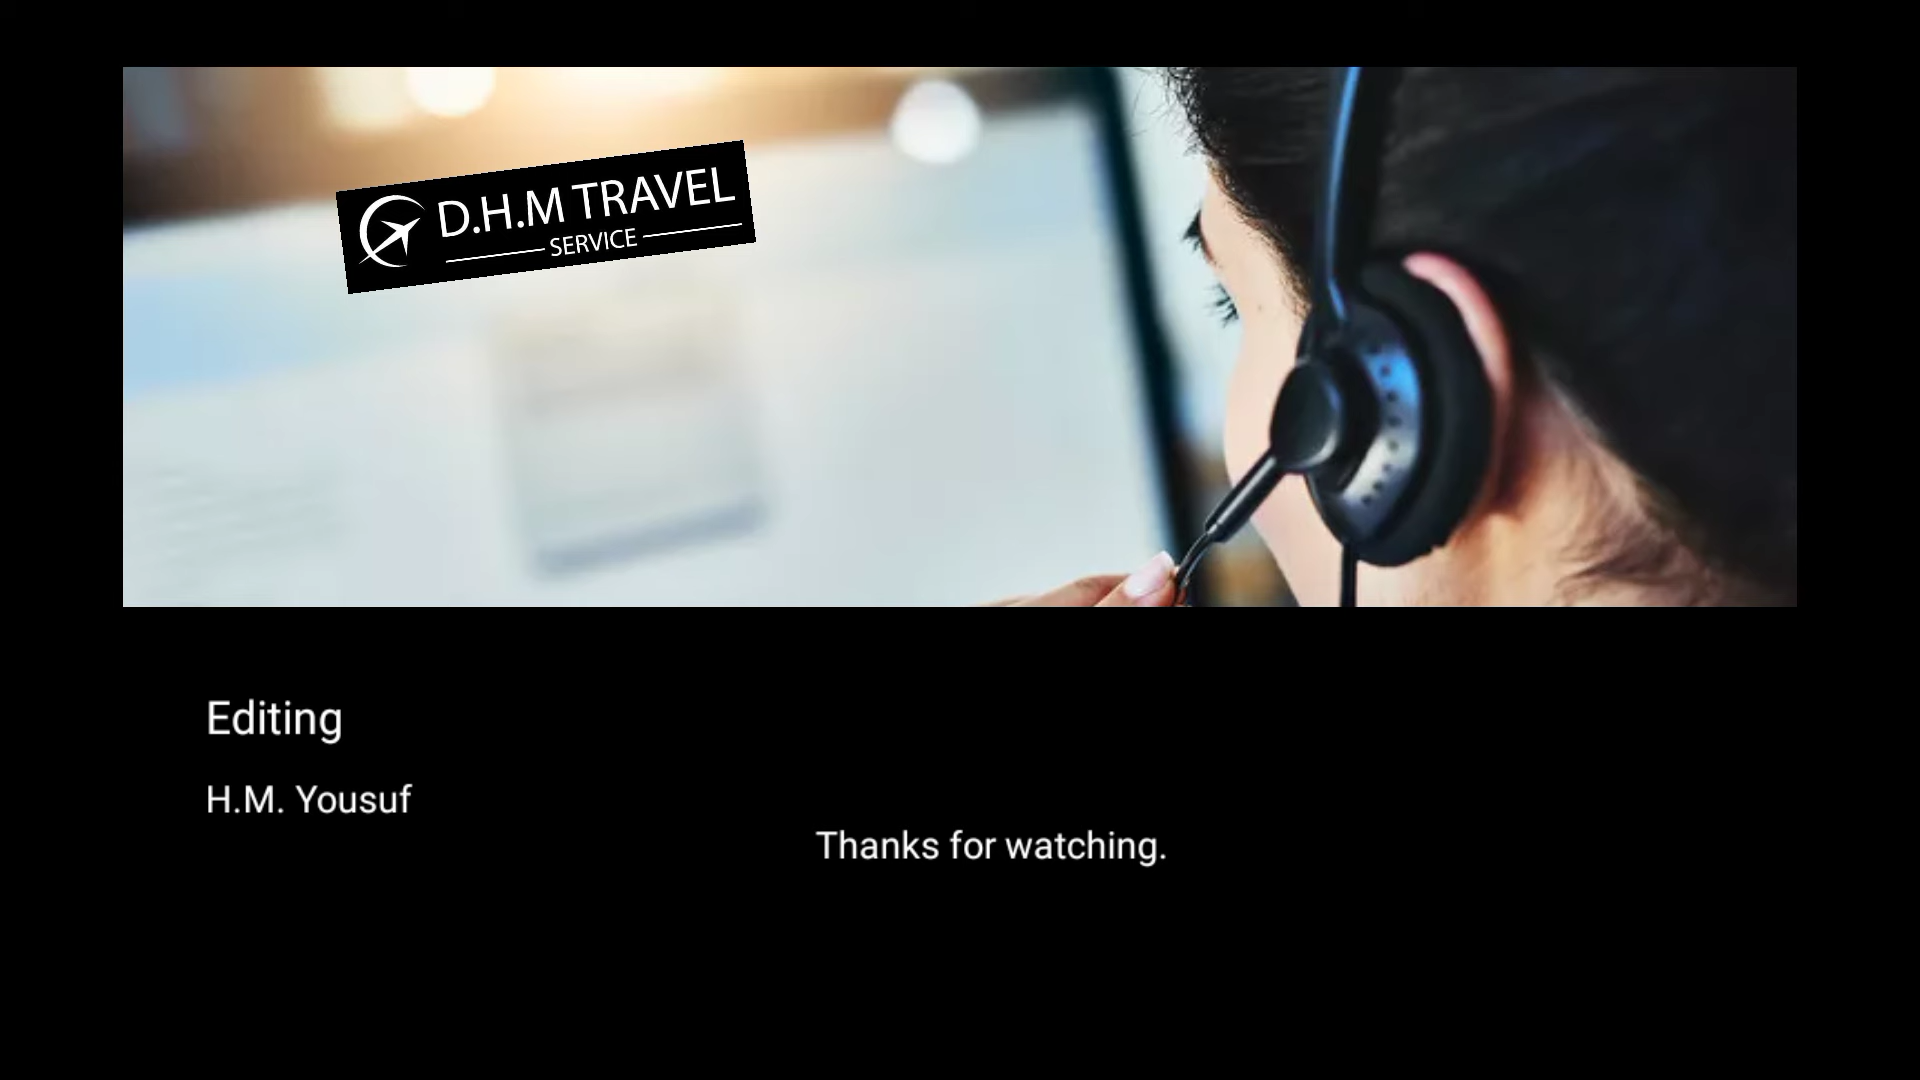 D.H.M TRAVEL
SERVICE
Editing
H.M. Yousuf
Thanks for watching.